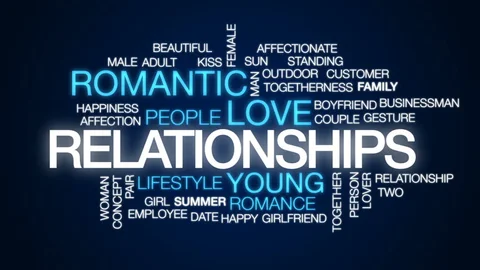 BEAUTIFUL
FEMALE
AFFECTIONATE
MALE ADULT KISS SUN STANDING
ROMANTIC
MAN
OUTDOOR CUSTOMER
TOGETHERNESS FAMILY
HAPPINESS
AFFECTION
PEOPLE LOVE
BOYFRIEND BUSINESSMAN
COUPLE GESTURE
RELATIONSHIPS
WOMAN
CONCEPT
PAIR
LIFESTYLE YOUNG
TOGETHER
PERSON
LOVER
RELATIONSHIP
TWO
GIRL SUMMER ROMANCE
EMPLOYEE DATE HAPPY GIRLFRIEND